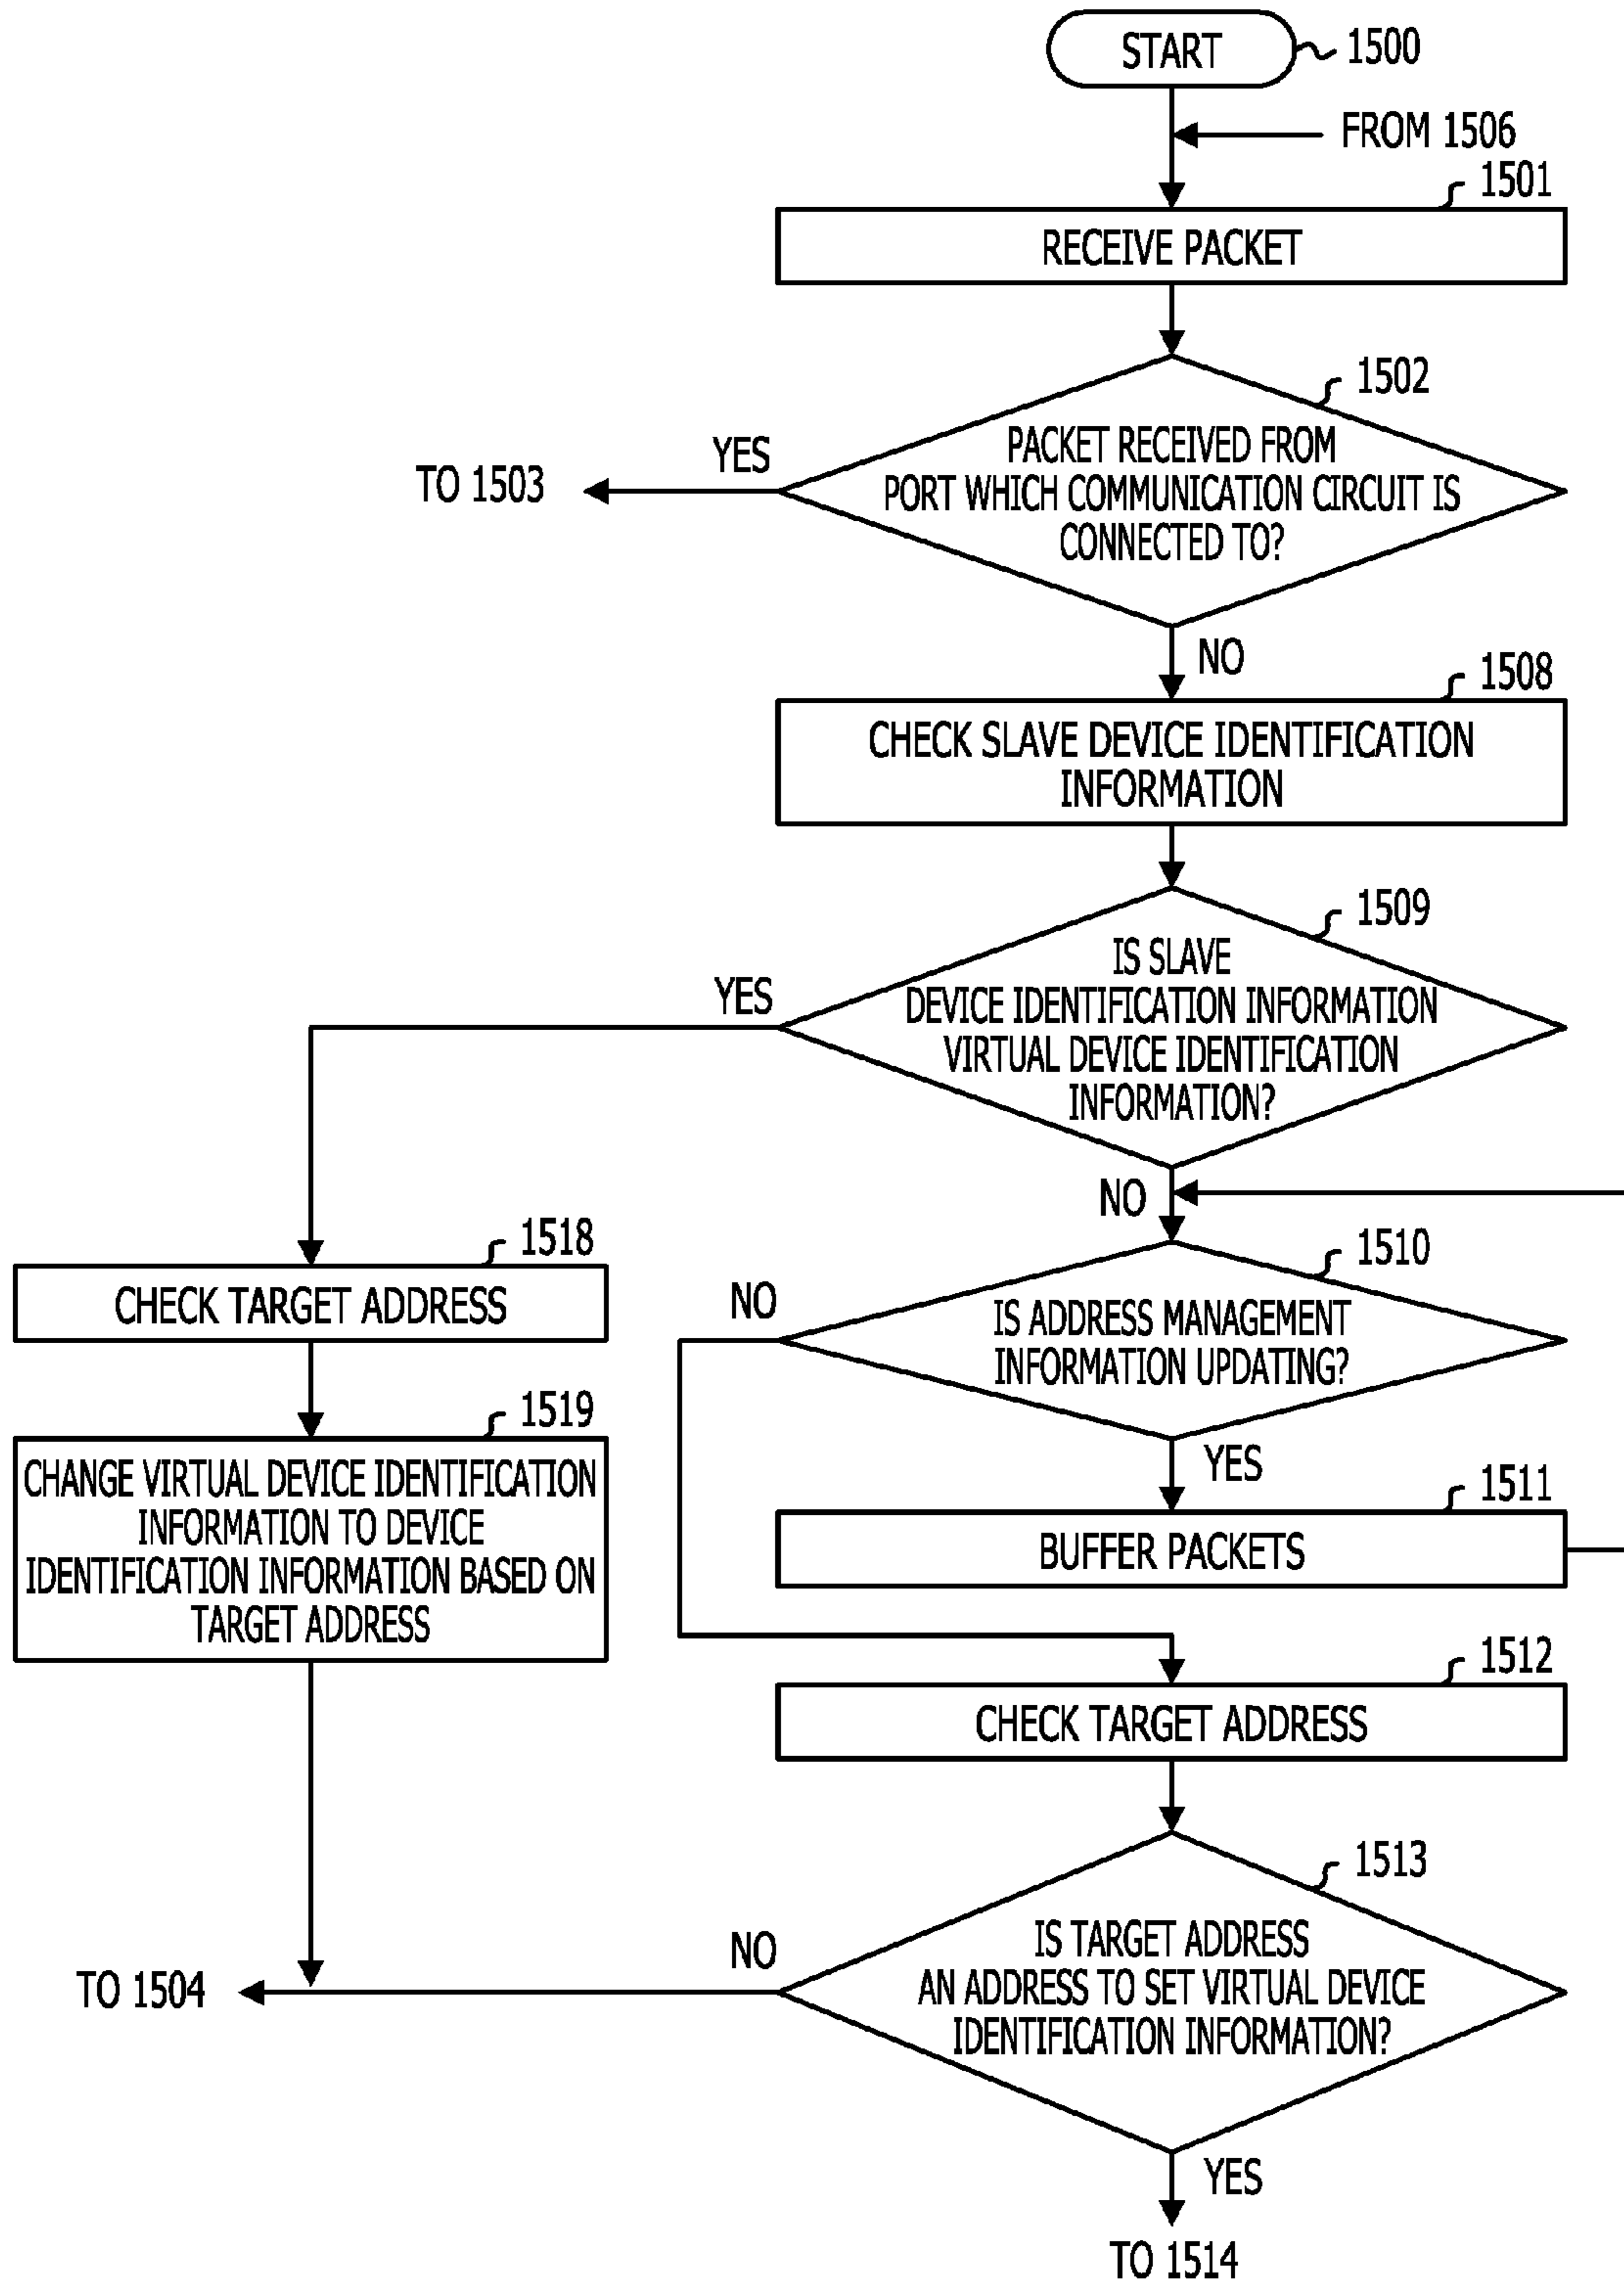 START
1500
FROM 1506
1501
RECEIVE PACKET
1502
PACKET RECEIVED FROM
PORT WHICH COMMUNICATION CIRCUIT IS
CONNECTED TO?
YES
TO 1503
NO
1508
CHECK SLAVE DEVICE IDENTIFICATION
INFORMATION
1509
IS SLAVE
DEVICE IDENTIFICATION INFORMATION
VIRTUAL DEVICE IDENTIFICATION
INFORMATION?
YES
NO
1518
CHECK TARGET ADDRESS
1519
CHANGE VIRTUAL DEVICE IDENTIFICATION
INFORMATION TO DEVICE
IDENTIFICATION INFORMATION BASED ON
TARGET ADDRESS
1510
IS ADDRESS MANAGEMENT
INFORMATION UPDATING?
NO
YES
1511
BUFFER PACKETS
1512
CHECK TARGET ADDRESS
1513
IS TARGET ADDRESS
AN ADDRESS TO SET VIRTUAL DEVICE
IDENTIFICATION INFORMATION?
NO
TO 1504
YES
TO 1514